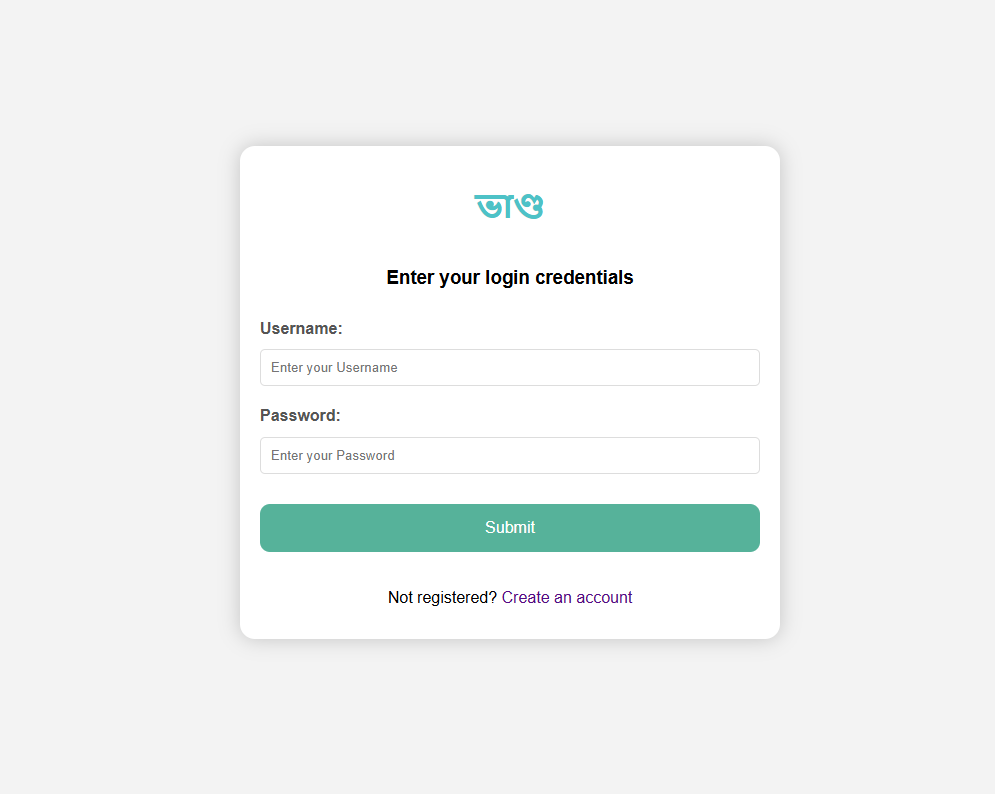 ভাণ্ড
Enter your login credentials
Username:
Enter your Username
Password:
Enter your Password
Submit
Not registered? Create an account